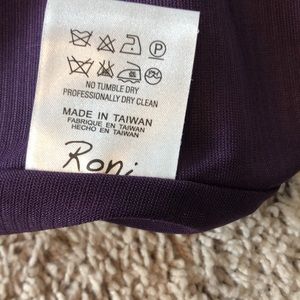 P
NO TUMBLE DRY
PROFESSIONALLY DRY CLEAN
MADE IN TAIWAN
FABRIQUE EN TAIWAN
HECHO EN TAIWAN
Roni